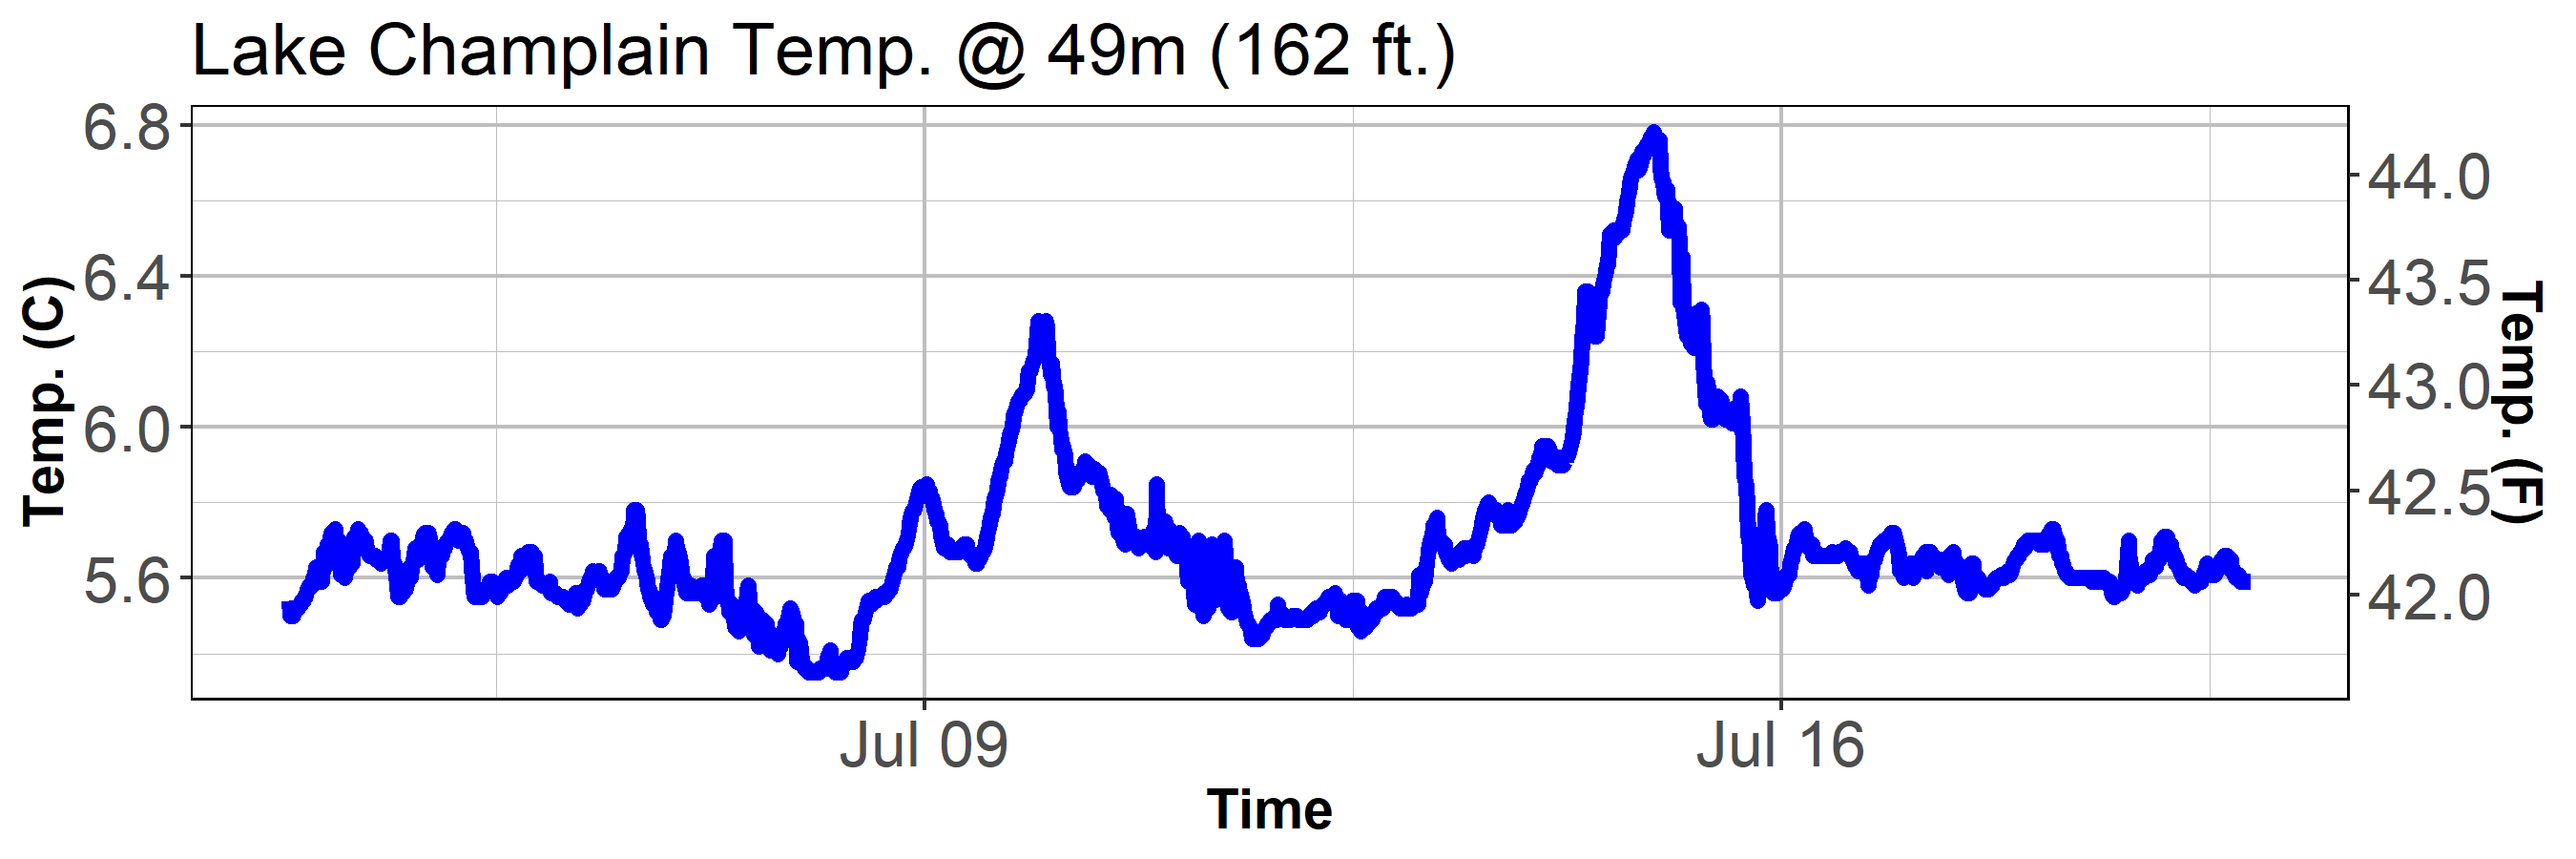 Lake Champlain Temp. @ 49m (162 ft.)
6.8
6.4
6.0
5.6
Temp. (C)
44.0
43.5
43.0
42.5
42.0
Temp. (F)
Jul 09
Jul 16
Time